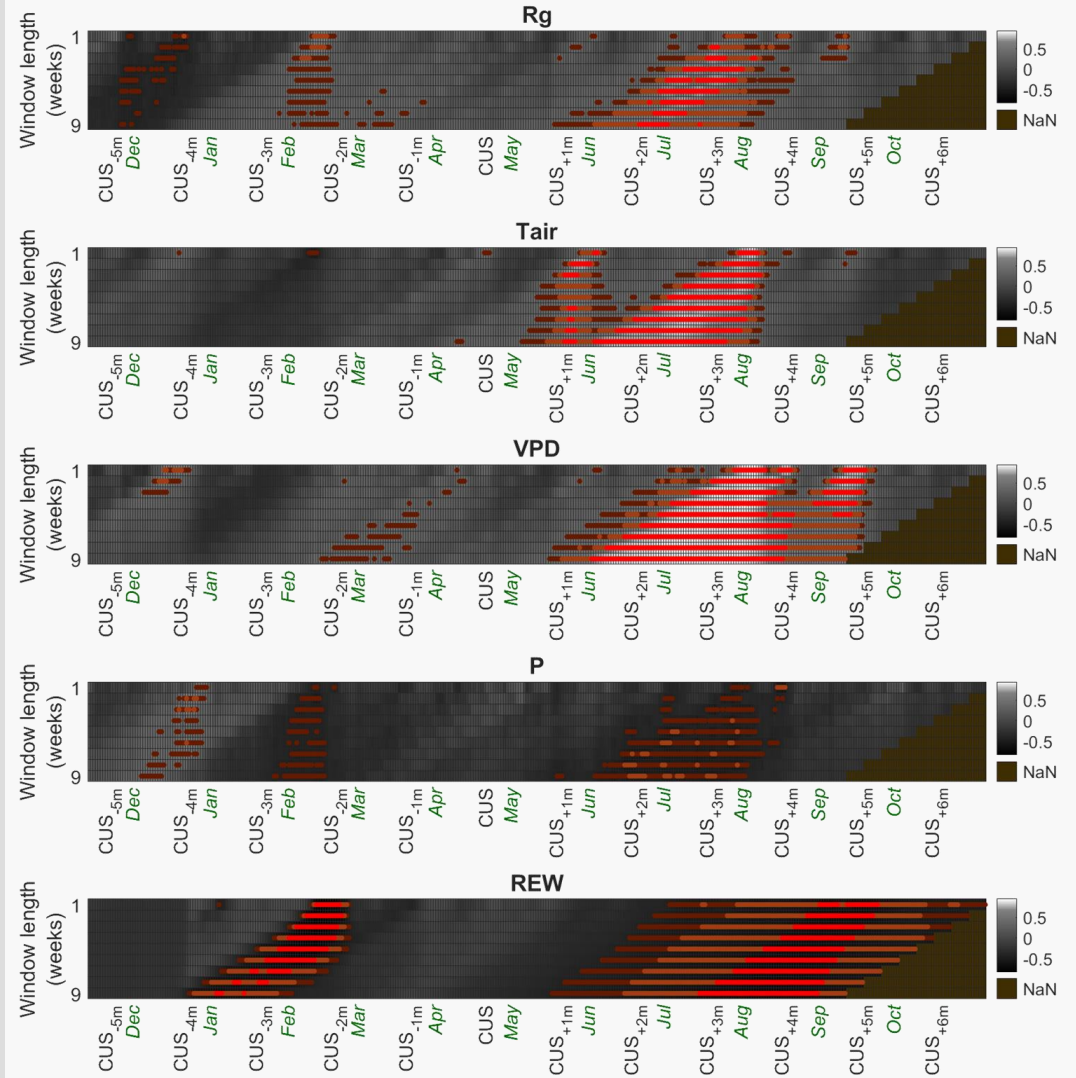 Rg
Window length
(weeks)
1
9
CUS-5m Dec CUS-4m Jan CUS-3m Feb CUS-2m Mar CUS-1m Apr CUS May CUS+1m Jun CUS+2m Jul CUS+3m Aug CUS+4m Sep CUS+5m Oct CUS+6m
0.5
0
-0.5
NaN
Tair
Window length
(weeks)
1
9
CUS-5m Dec CUS-4m Jan CUS-3m Feb CUS-2m Mar CUS-1m Apr CUS May CUS+1m Jun CUS+2m Jul CUS+3m Aug CUS+4m Sep CUS+5m Oct CUS+6m
0.5
0
-0.5
NaN
VPD
Window length
(weeks)
1
9
CUS-5m Dec CUS-4m Jan CUS-3m Feb CUS-2m Mar CUS-1m Apr CUS May CUS+1m Jun CUS+2m Jul CUS+3m Aug CUS+4m Sep CUS+5m Oct CUS+6m
0.5
0
-0.5
NaN
P
Window length
(weeks)
1
9
CUS-5m Dec CUS-4m Jan CUS-3m Feb CUS-2m Mar CUS-1m Apr CUS May CUS+1m Jun CUS+2m Jul CUS+3m Aug CUS+4m Sep CUS+5m Oct CUS+6m
0.5
0
-0.5
NaN
REW
Window length
(weeks)
1
9
CUS-5m Dec CUS-4m Jan CUS-3m Feb CUS-2m Mar CUS-1m Apr CUS May CUS+1m Jun CUS+2m Jul CUS+3m Aug CUS+4m Sep CUS+5m Oct CUS+6m
0.5
0
-0.5
NaN